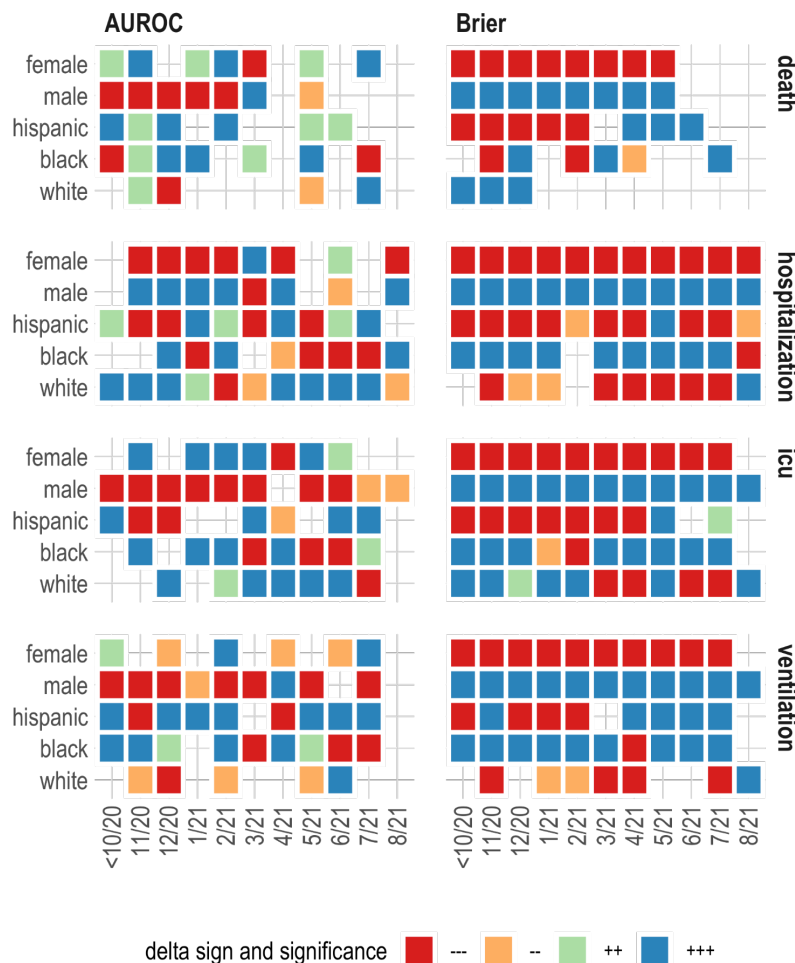 AUROC Brier
female
male
hispanic
black
white
death
female
male
hispanic
black
white
hospitalization
female
male
hispanic
black
white
icu
female
male
hispanic
black
white
ventilation
<10/20 11/20 12/20 1/21 2/21 3/21 4/21 5/21 6/21 7/21 8/21 <10/20 11/20 12/20 1/21 2/21 3/21 4/21 5/21 6/21 7/21 8/21
delta sign and significance --- -- ++ +++